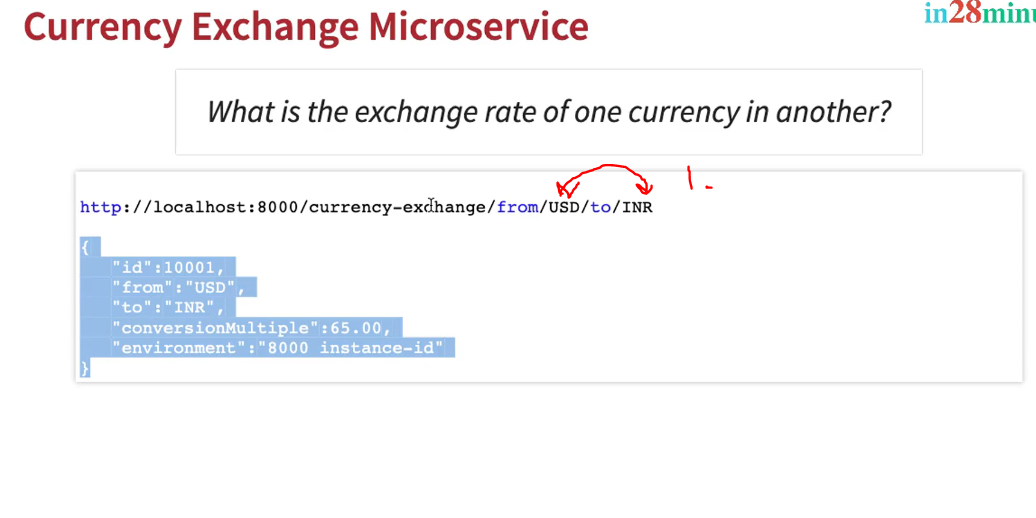 Currency Exchange Microservice
in28minu
What is the exchange rate of one currency in another?
1.
http://localhost:8000/currency-exchange/from/USD/to/INR
{
"id":10001,
"from":"USD",
"to":"INR",
"conversionMultiple":65.00,
"environment":"8000 instance-id"
}